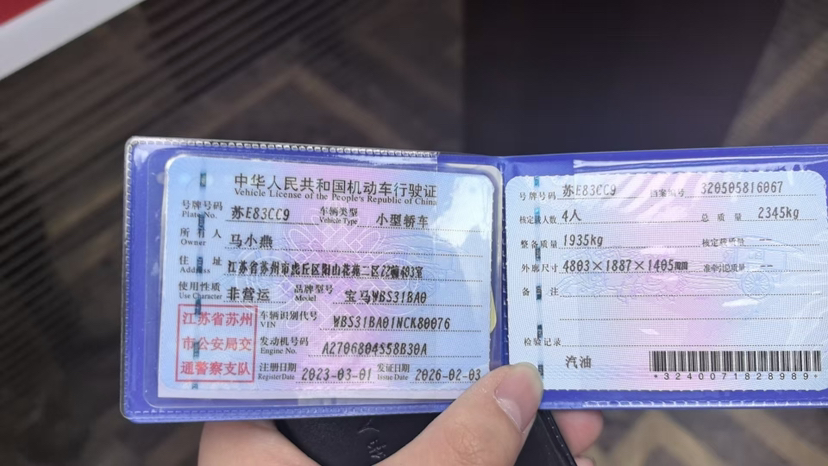 中华人民共和国机动车行驶证
Vehicle License of the People's Republic of China
号牌号码 苏E83CC9 车辆类型 小型轿车
Plate No. Vehicle Type
所有人 马小燕
Owner
住址 江苏省苏州市虎丘区阳山花苑二区
Address
使用性质 非营运 品牌型号 宝马WBS31BA0
Use Character Model
江苏省苏州
市公安局交
通警察支队
车辆识别代号 WBS31BA01NCK80076
VIN
发动机号码 A2706804S58B30A
Engine No.
注册日期 2023-03-01 发证日期 2026-02-03
Register Date Issue Date
号牌号码 苏E83CC9 档案编号 320505816067
核定载人数 4人 总质量 2345kg
整备质量 1935kg 核定载质量 --
外廓尺寸 4803×1887×1405mm 准牵引总质量 --
备注
检验记录
汽油
*3240071828989*